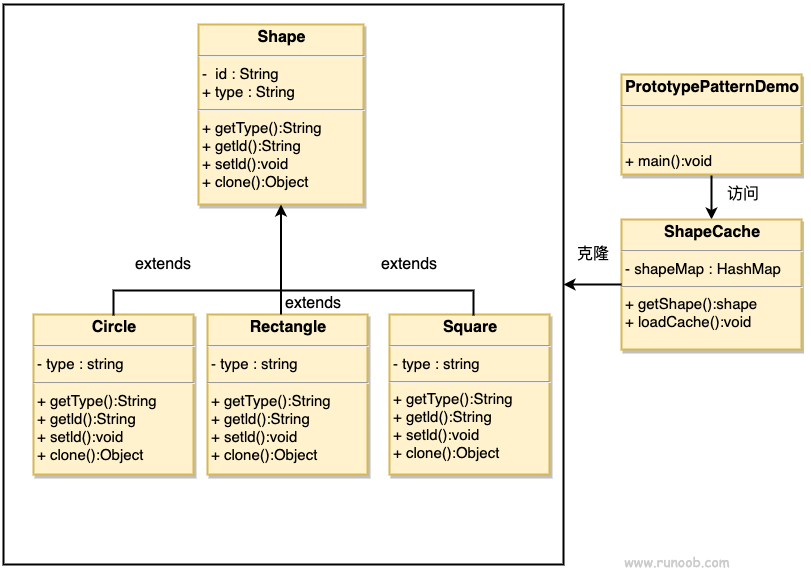 Shape
- id : String
+ type : String
+ getType():String
+ getId():String
+ setId():void
+ clone():Object
PrototypePatternDemo
+ main():void
访问
ShapeCache
- shapeMap : HashMap
+ getShape():shape
+ loadCache():void
克隆
extends
extends
extends
Circle
- type : string
+ getType():String
+ getId():String
+ setId():void
+ clone():Object
Rectangle
- type : string
+ getType():String
+ getId():String
+ setId():void
+ clone():Object
Square
- type : string
+ getType():String
+ getId():String
+ setId():void
+ clone():Object
www.runoob.com